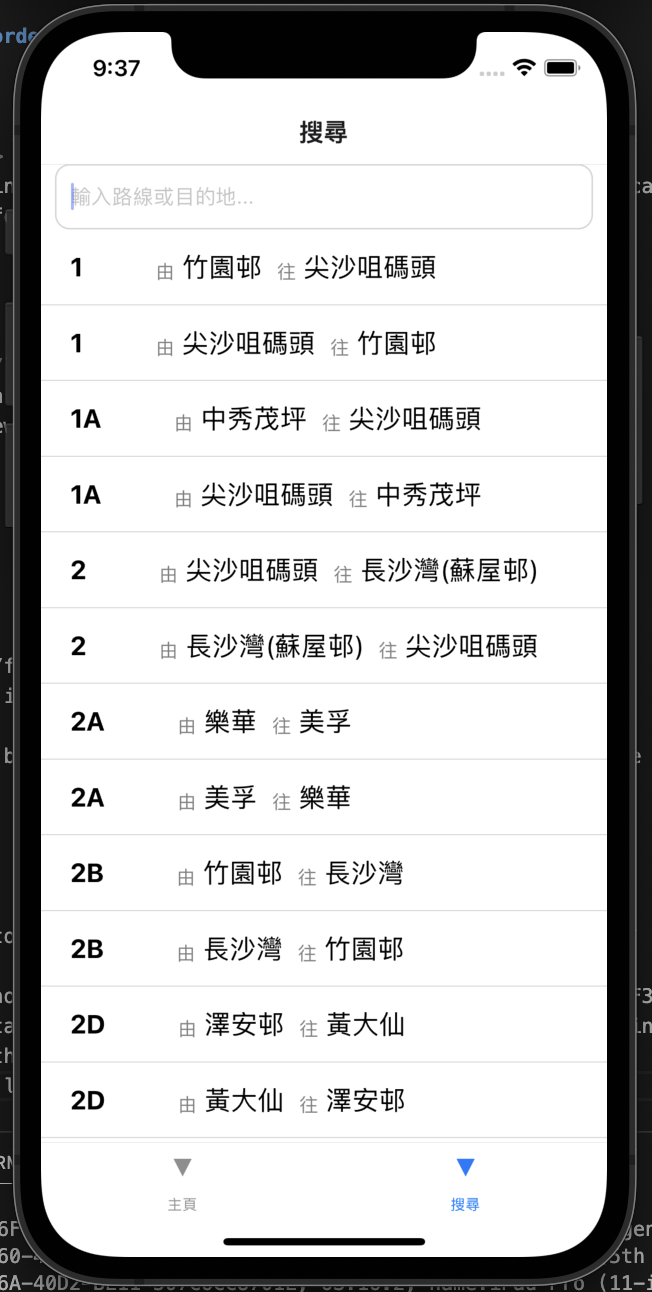 9:37
搜尋
輸入路線或目的地...
1 由 竹園邨 往 尖沙咀碼頭
1 由 尖沙咀碼頭 往 竹園邨
1A 由 中秀茂坪 往 尖沙咀碼頭
1A 由 尖沙咀碼頭 往 中秀茂坪
2 由 尖沙咀碼頭 往 長沙灣(蘇屋邨)
2 由 長沙灣(蘇屋邨) 往 尖沙咀碼頭
2A 由 樂華 往 美孚
2A 由 美孚 往 樂華
2B 由 竹園邨 往 長沙灣
2B 由 長沙灣 往 竹園邨
2D 由 澤安邨 往 黃大仙
2D 由 黃大仙 往 澤安邨
主頁 搜尋